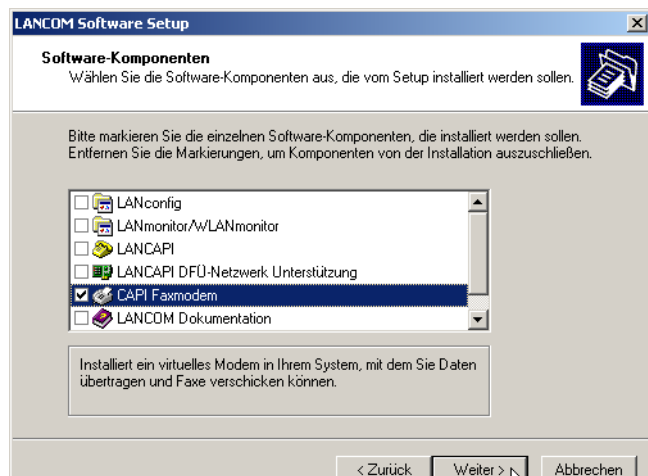 LANCOM Software Setup
Software-Komponenten
Wählen Sie die Software-Komponenten aus, die vom Setup installiert werden sollen.
Bitte markieren Sie die einzelnen Software-Komponenten, die installiert werden sollen.
Entfernen Sie die Markierungen, um Komponenten von der Installation auszuschließen.
LANconfig
LANmonitor/WLANmonitor
LANCAPI
LANCAPI DFÜ-Netzwerk Unterstützung
CAPI Faxmodem
LANCOM Dokumentation
Installiert ein virtuelles Modem in Ihrem System, mit dem Sie Daten
übertragen und Faxe verschicken können.
< Zurück Weiter > Abbrechen